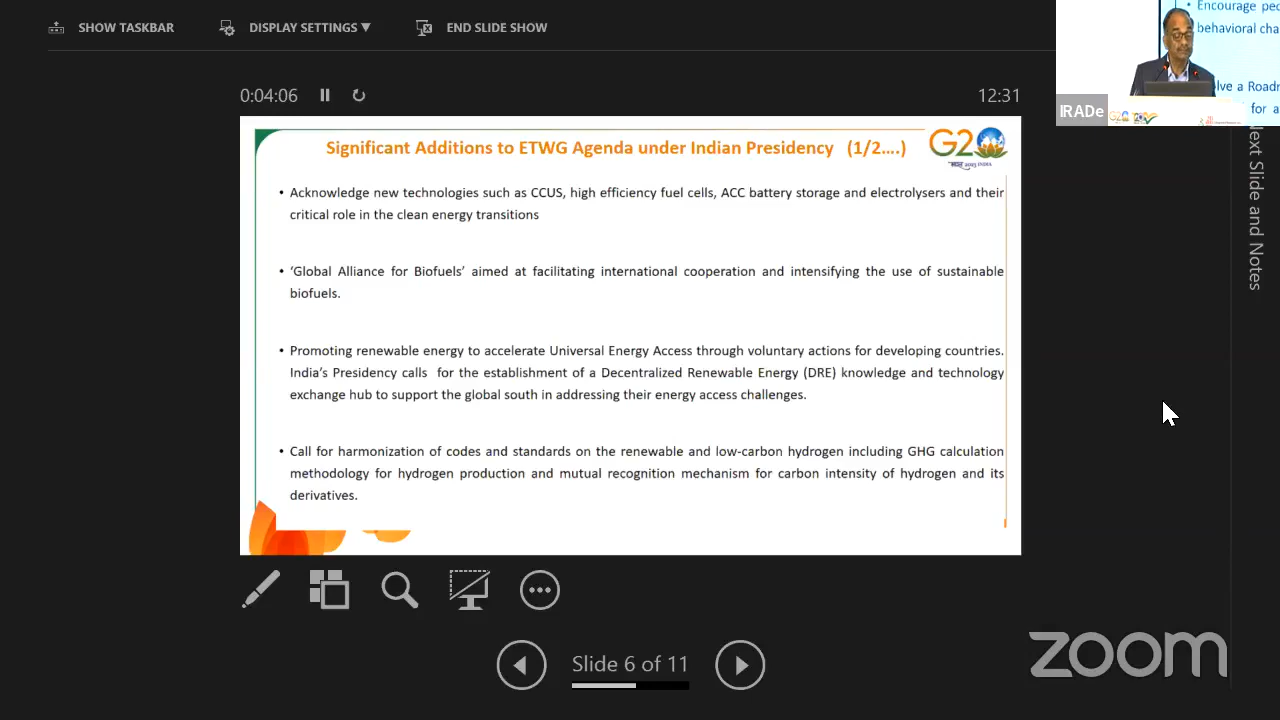 SHOW TASKBAR
DISPLAY SETTINGS ▼
END SLIDE SHOW
0:04:06
12:31
Significant Additions to ETWG Agenda under Indian Presidency (1/2....)
G20
• Acknowledge new technologies such as CCUS, high efficiency fuel cells, ACC battery storage and electrolysers and their
critical role in the clean energy transitions
• ‘Global Alliance for Biofuels’ aimed at facilitating international cooperation and intensifying the use of sustainable
biofuels.
• Promoting renewable energy to accelerate Universal Energy Access through voluntary actions for developing countries.
India’s Presidency calls for the establishment of a Decentralized Renewable Energy (DRE) knowledge and technology
exchange hub to support the global south in addressing their energy access challenges.
• Call for harmonization of codes and standards on the renewable and low-carbon hydrogen including GHG calculation
methodology for hydrogen production and mutual recognition mechanism for carbon intensity of hydrogen and its
derivatives.
Slide 6 of 11
• Encourage
behavioral
for a
IRADe
G20
Next Slide and Notes
zoom